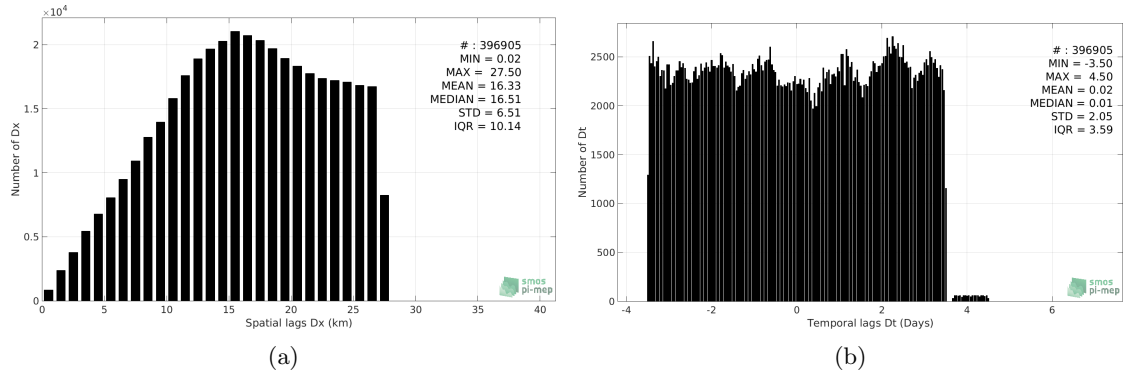 ×10⁴
# : 396905
MIN = 0.02
MAX = 27.50
MEAN = 16.33
MEDIAN = 16.51
STD = 6.51
IQR = 10.14
2
1.5
1
0.5
0
Number of Dx
0 5 10 15 20 25 30 35 40
Spatial lags Dx (km)
smos
pi-mep
(a)
# : 396905
MIN = -3.50
MAX = 4.50
MEAN = 0.02
MEDIAN = 0.01
STD = 2.05
IQR = 3.59
2500
2000
1500
1000
500
0
Number of Dt
-4 -2 0 2 4 6
Temporal lags Dt (Days)
smos
pi-mep
(b)